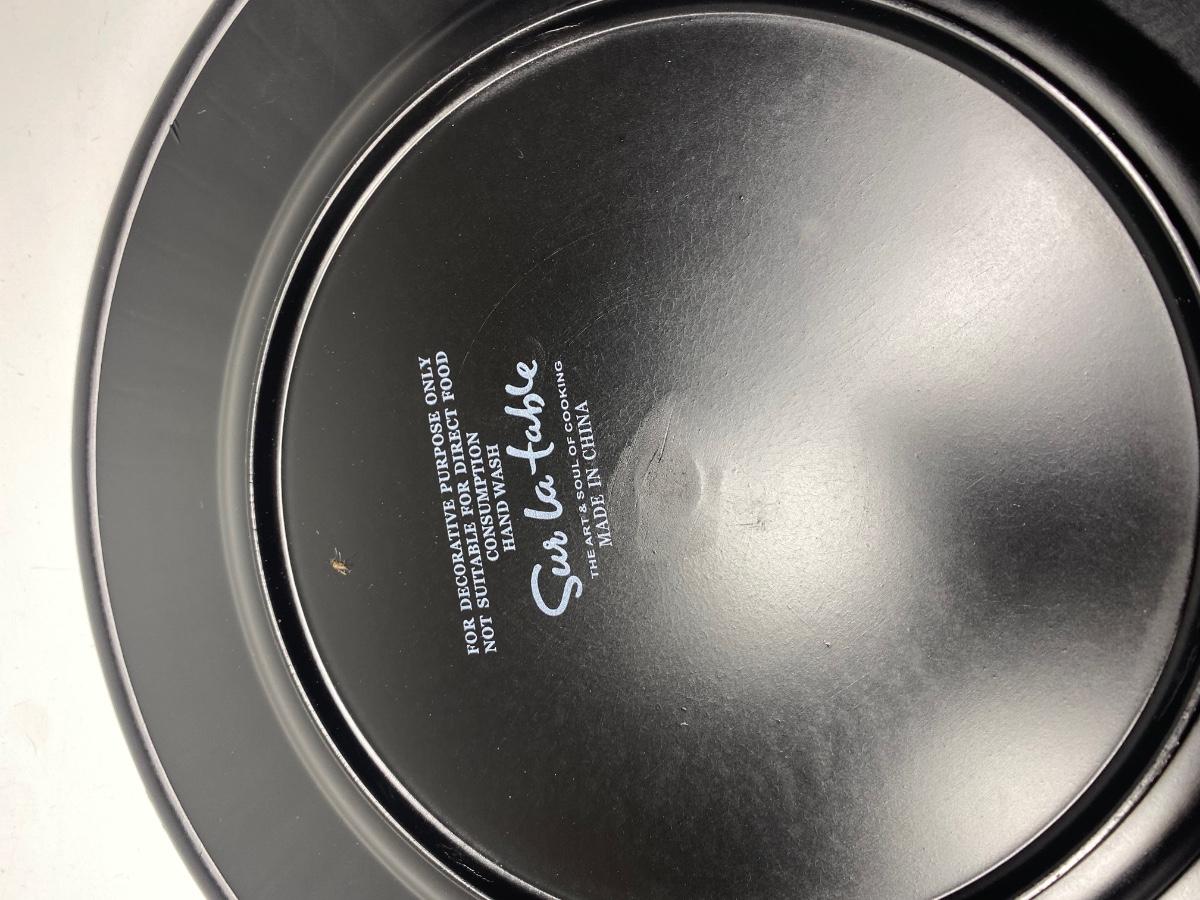 FOR DECORATIVE PURPOSE ONLY
NOT SUITABLE FOR DIRECT FOOD
CONSUMPTION
HAND WASH
Sur la table
THE ART & SOUL OF COOKING
MADE IN CHINA